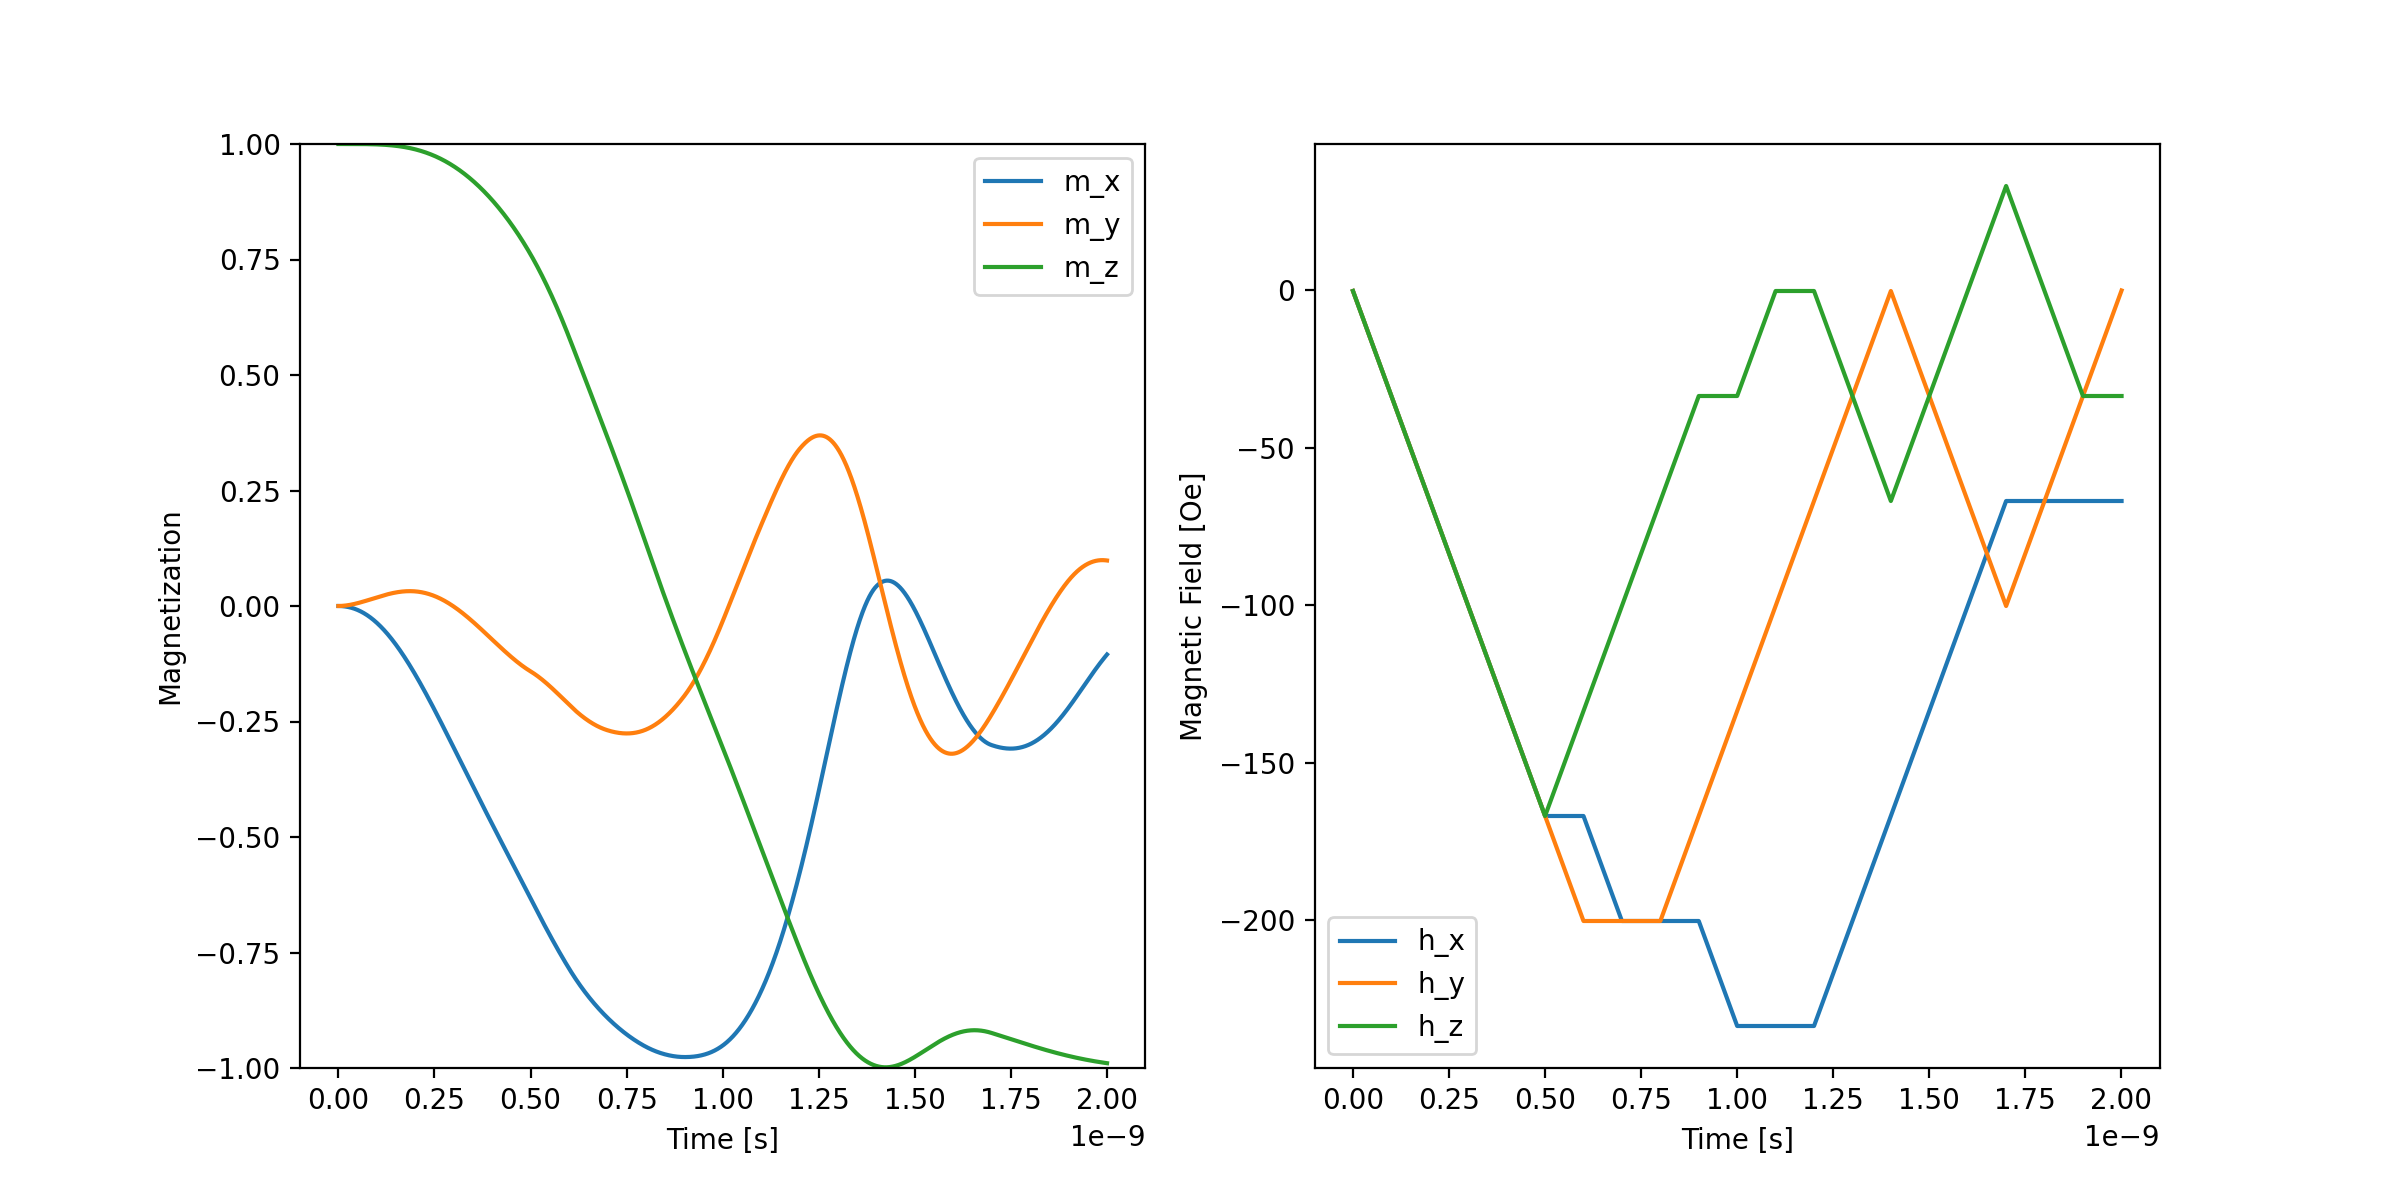 1.00
0.75
0.50
0.25
0.00
−0.25
−0.50
−0.75
−1.00
Magnetization
m_x
m_y
m_z
0.00 0.25 0.50 0.75 1.00 1.25 1.50 1.75 2.00
Time [s]
1e−9
0
−50
−100
−150
−200
Magnetic Field [Oe]
h_x
h_y
h_z
0.00 0.25 0.50 0.75 1.00 1.25 1.50 1.75 2.00
Time [s]
1e−9